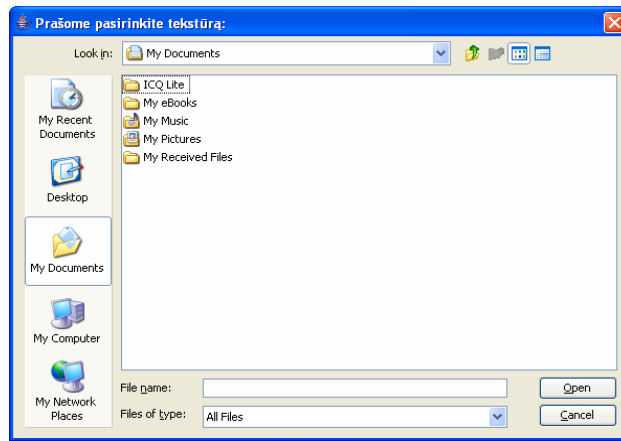 Prašome pasirinkite tekstūrą:
Look in: My Documents
My Recent
Documents
Desktop
My Documents
My Computer
My Network
Places
ICQ Lite
My eBooks
My Music
My Pictures
My Received Files
File name: Open
Files of type: All Files Cancel